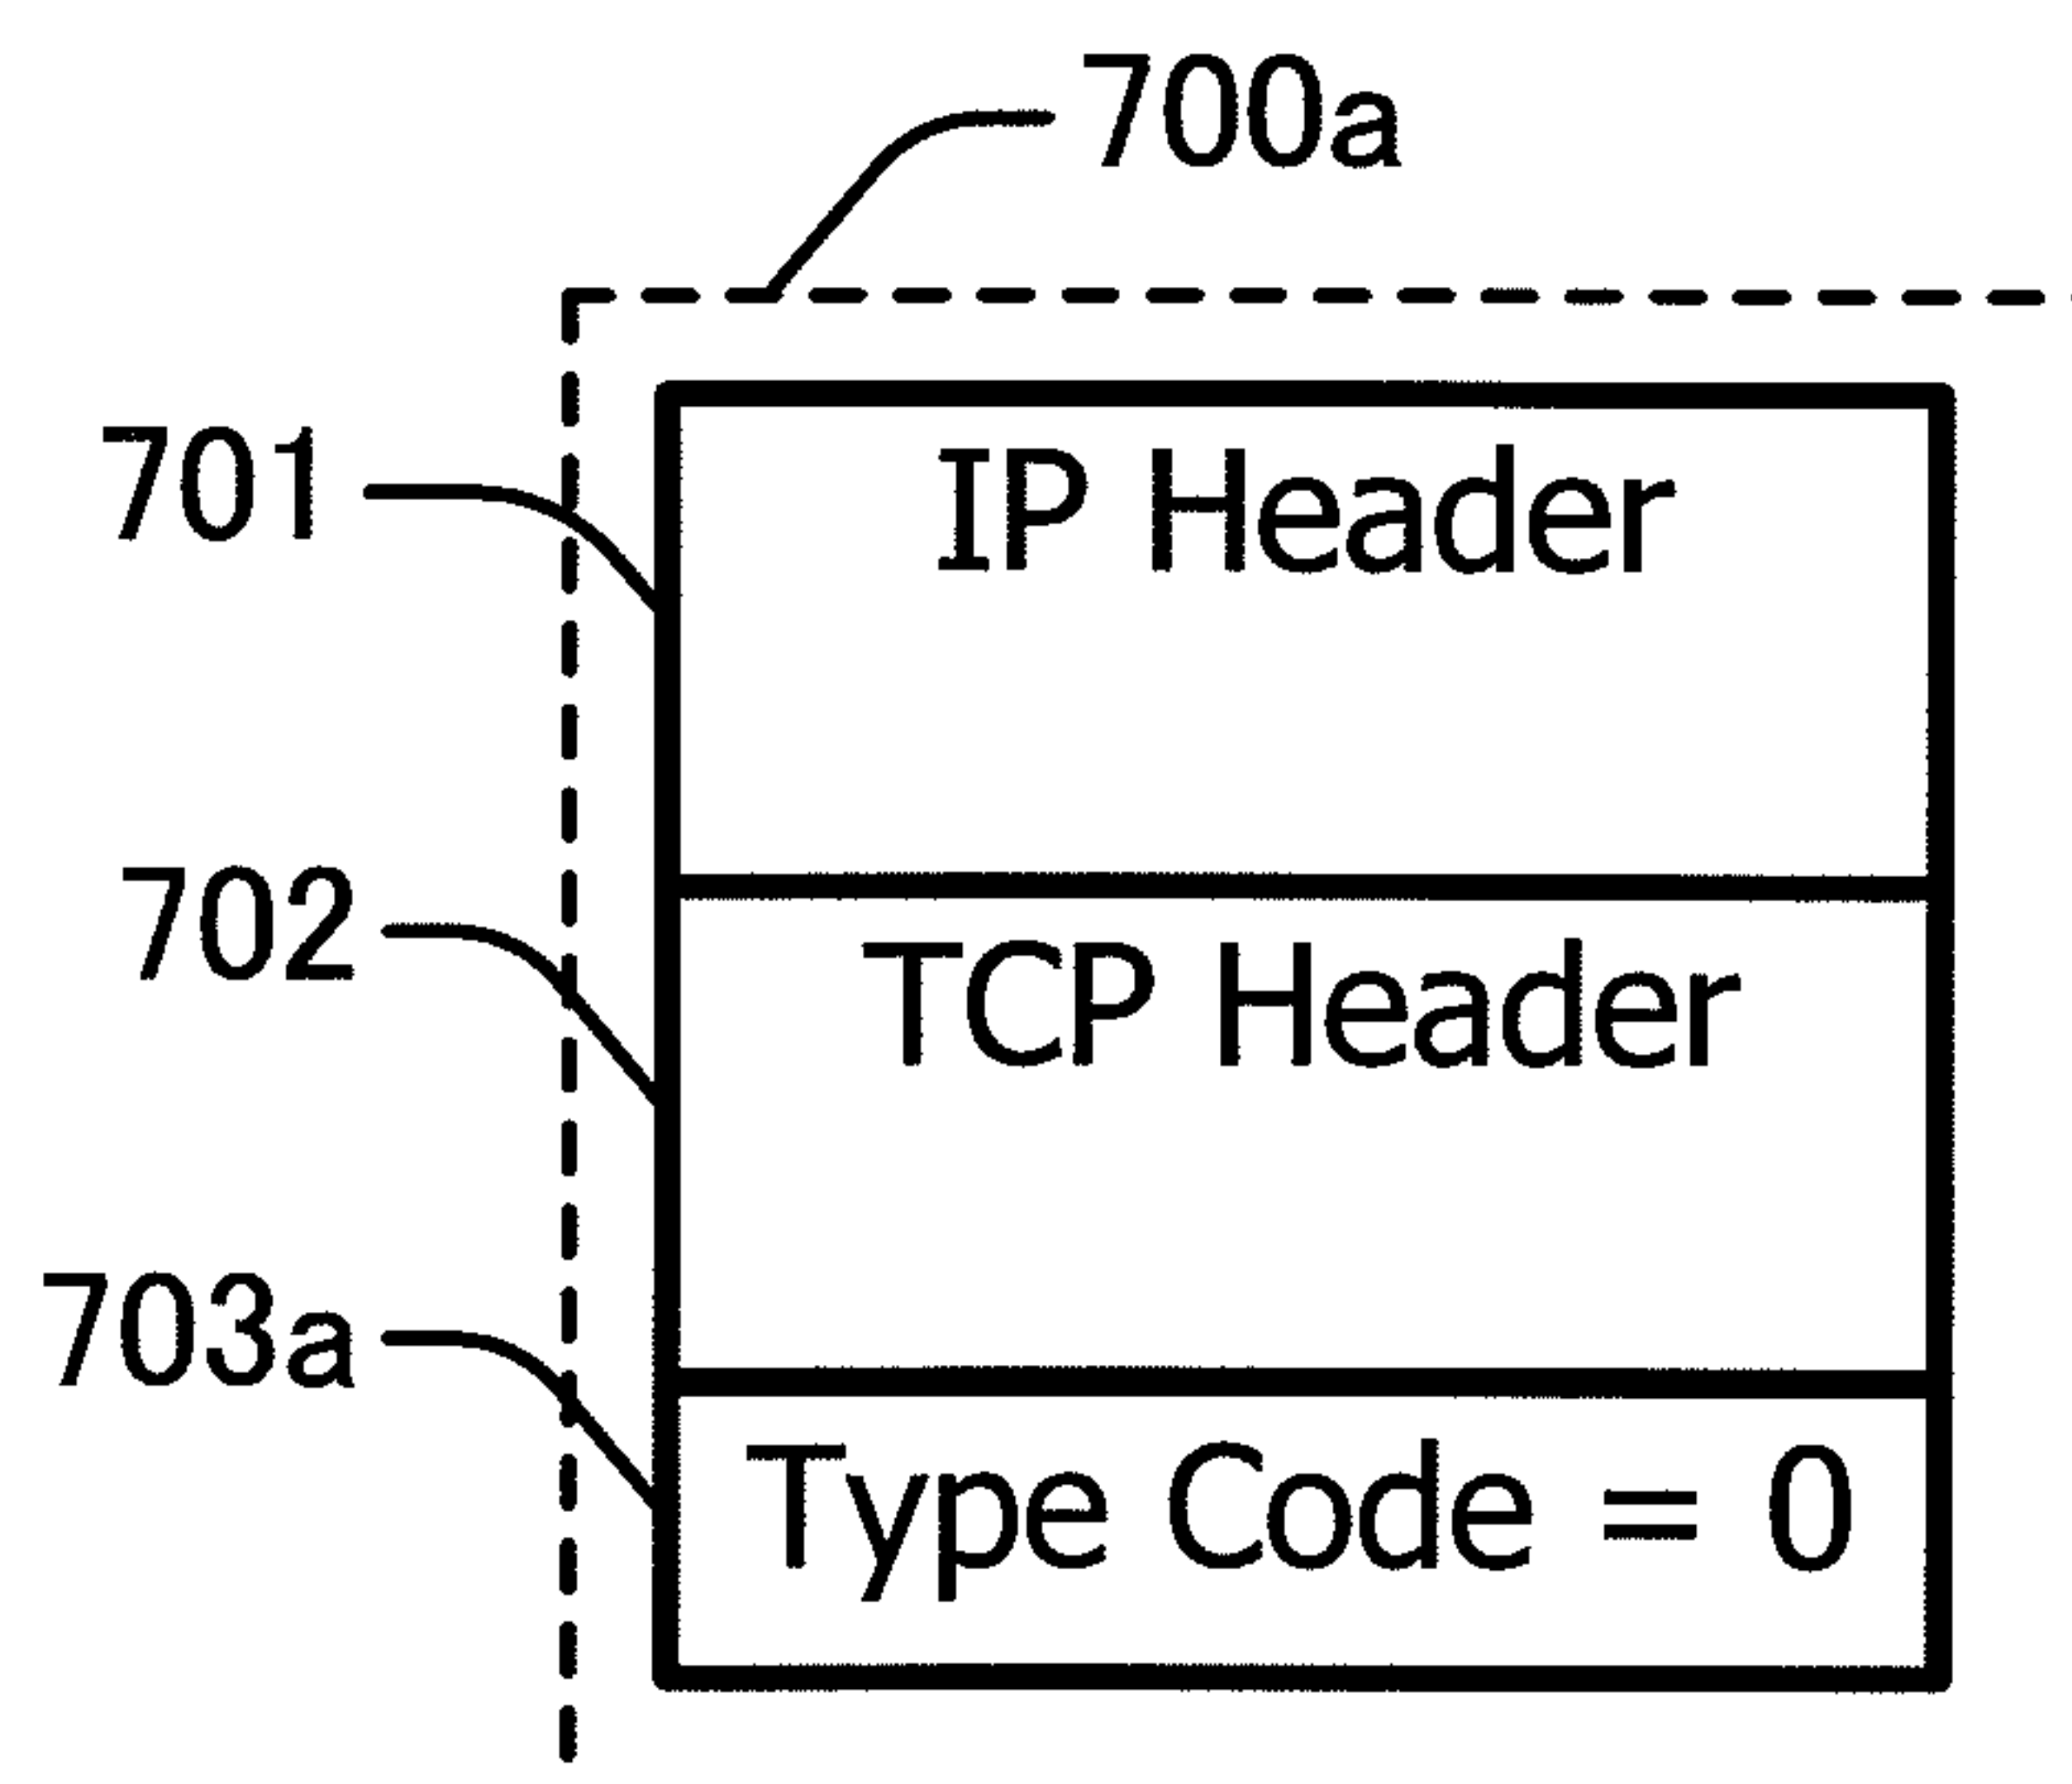 700a
701
IP Header
702
TCP Header
703a
Type Code = 0